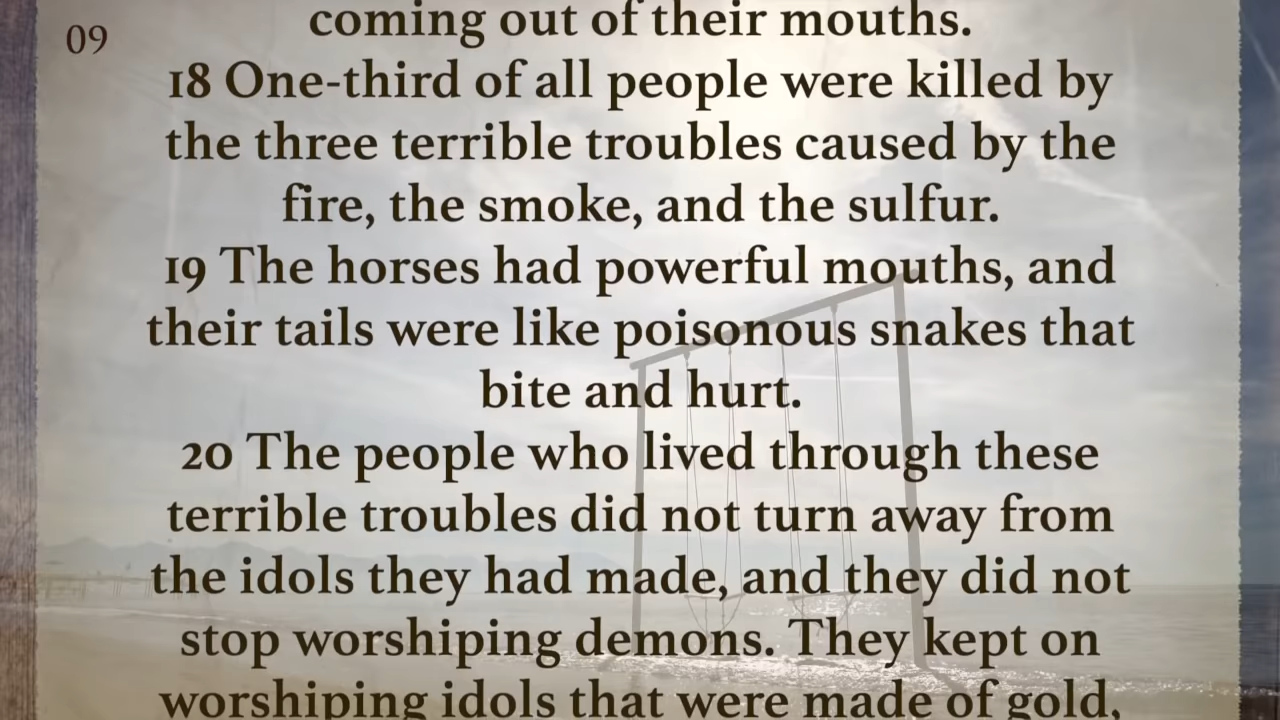 09
coming out of their mouths.
18 One-third of all people were killed by
the three terrible troubles caused by the
fire, the smoke, and the sulfur.
19 The horses had powerful mouths, and
their tails were like poisonous snakes that
bite and hurt.
20 The people who lived through these
terrible troubles did not turn away from
the idols they had made, and they did not
stop worshiping demons. They kept on
worshiping idols that were made of gold,